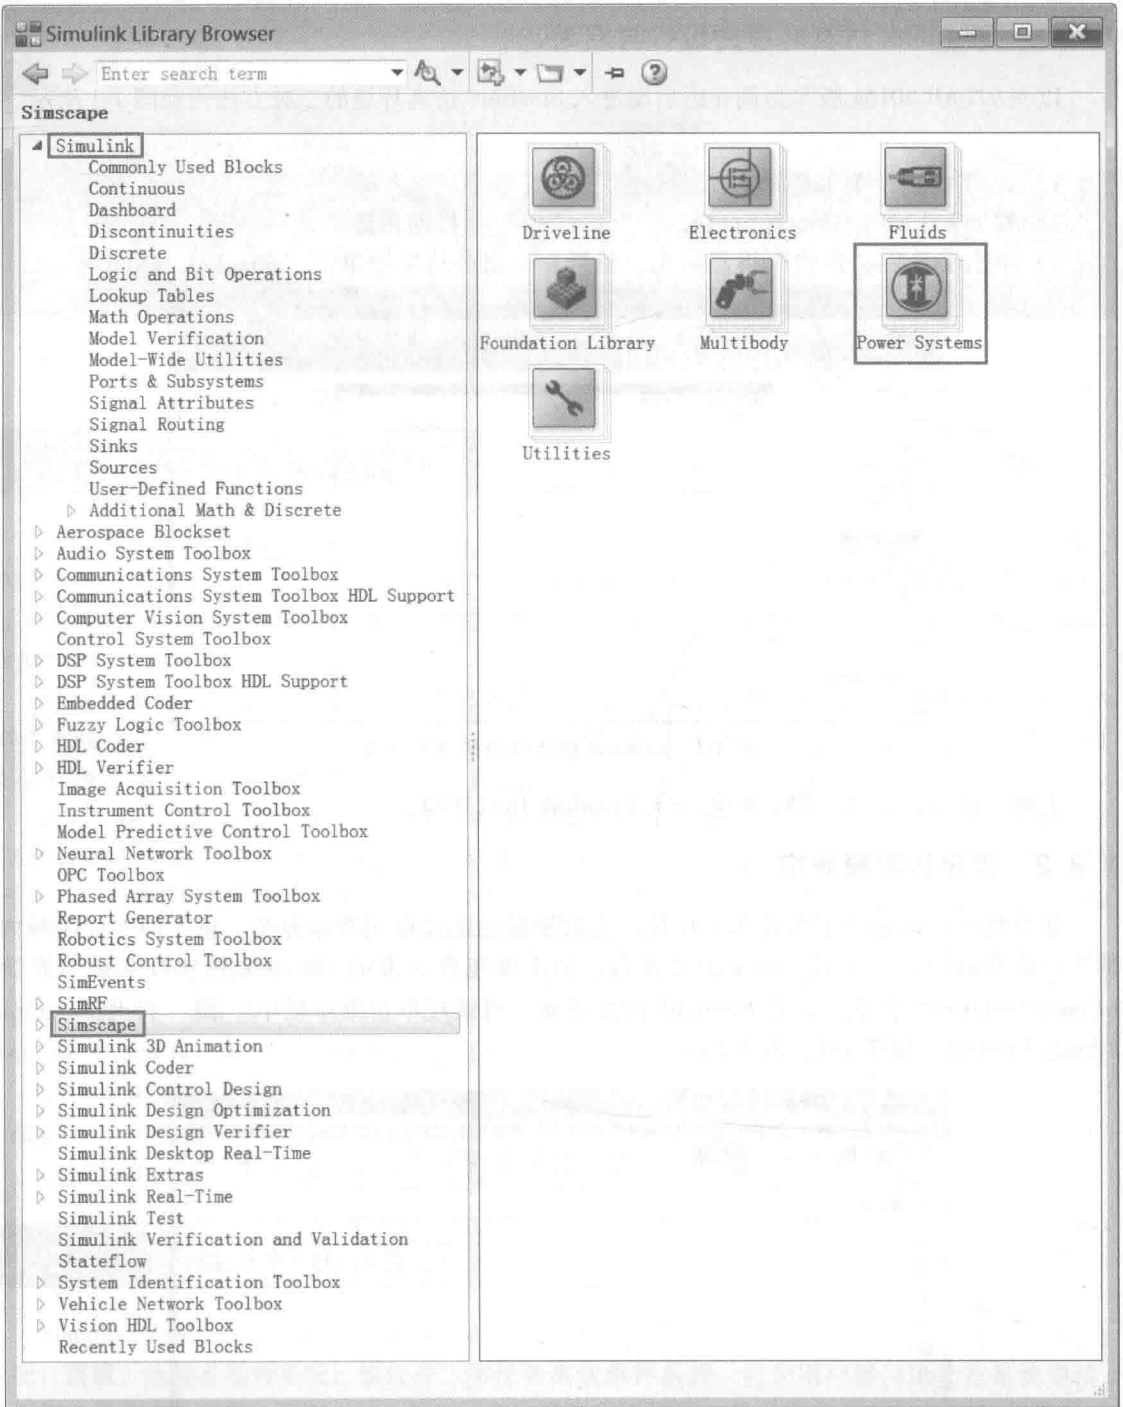 Simulink Library Browser
Enter search term
Simscape
Simulink
Commonly Used Blocks
Continuous
Dashboard
Discontinuities
Discrete
Logic and Bit Operations
Lookup Tables
Math Operations
Model Verification
Model-Wide Utilities
Ports & Subsystems
Signal Attributes
Signal Routing
Sinks
Sources
User-Defined Functions
Additional Math & Discrete
Aerospace Blockset
Audio System Toolbox
Communications System Toolbox
Communications System Toolbox HDL Support
Computer Vision System Toolbox
Control System Toolbox
DSP System Toolbox
DSP System Toolbox HDL Support
Embedded Coder
Fuzzy Logic Toolbox
HDL Coder
HDL Verifier
Image Acquisition Toolbox
Instrument Control Toolbox
Model Predictive Control Toolbox
Neural Network Toolbox
OPC Toolbox
Phased Array System Toolbox
Report Generator
Robotics System Toolbox
Robust Control Toolbox
SimEvents
SimRF
Simscape
Simulink 3D Animation
Simulink Coder
Simulink Control Design
Simulink Design Optimization
Simulink Design Verifier
Simulink Desktop Real-Time
Simulink Extras
Simulink Real-Time
Simulink Test
Simulink Verification and Validation
Stateflow
System Identification Toolbox
Vehicle Network Toolbox
Vision HDL Toolbox
Recently Used Blocks
Driveline
Electronics
Fluids
Foundation Library
Multibody
Power Systems
Utilities